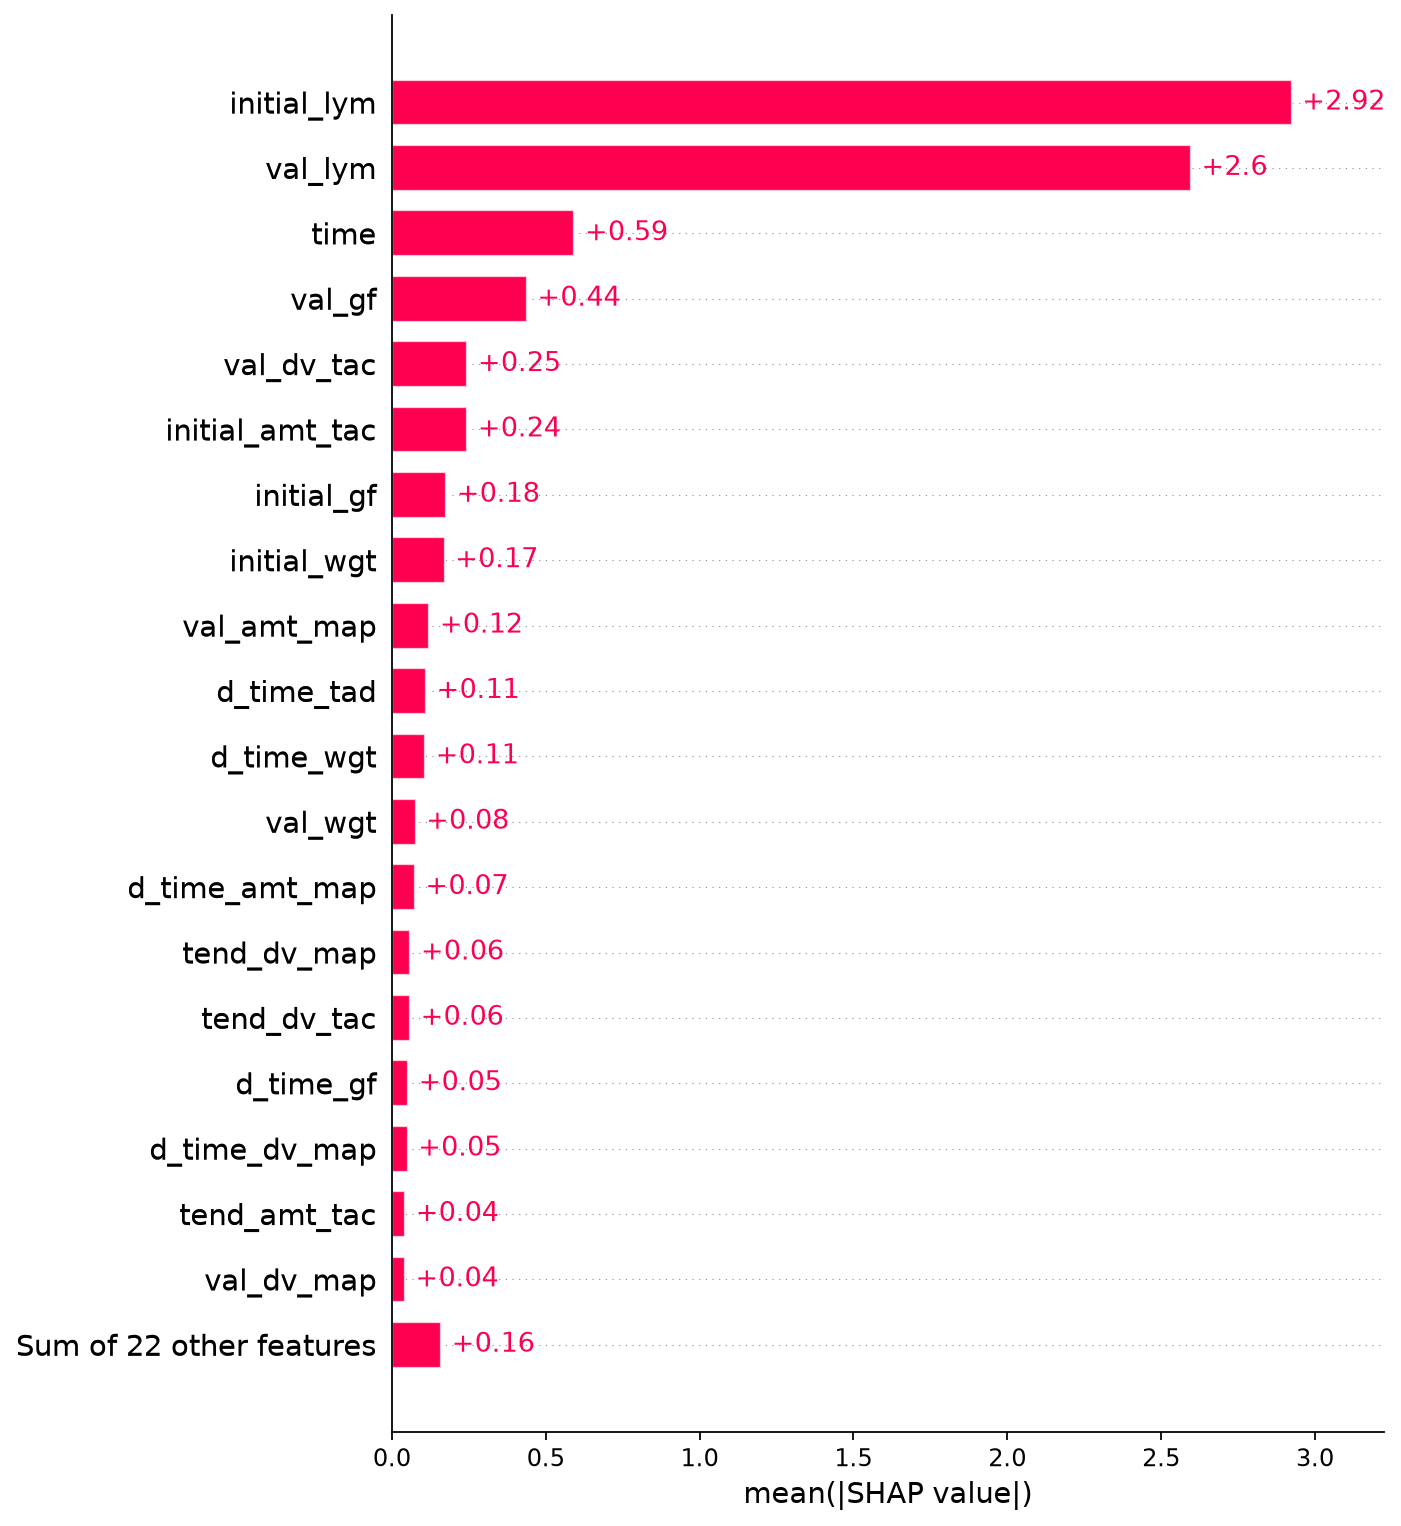 initial_lym +2.92
val_lym +2.6
time +0.59
val_gf +0.44
val_dv_tac +0.25
initial_amt_tac +0.24
initial_gf +0.18
initial_wgt +0.17
val_amt_map +0.12
d_time_tad +0.11
d_time_wgt +0.11
val_wgt +0.08
d_time_amt_map +0.07
tend_dv_map +0.06
tend_dv_tac +0.06
d_time_gf +0.05
d_time_dv_map +0.05
tend_amt_tac +0.04
val_dv_map +0.04
Sum of 22 other features +0.16
0.0 0.5 1.0 1.5 2.0 2.5 3.0
mean(|SHAP value|)